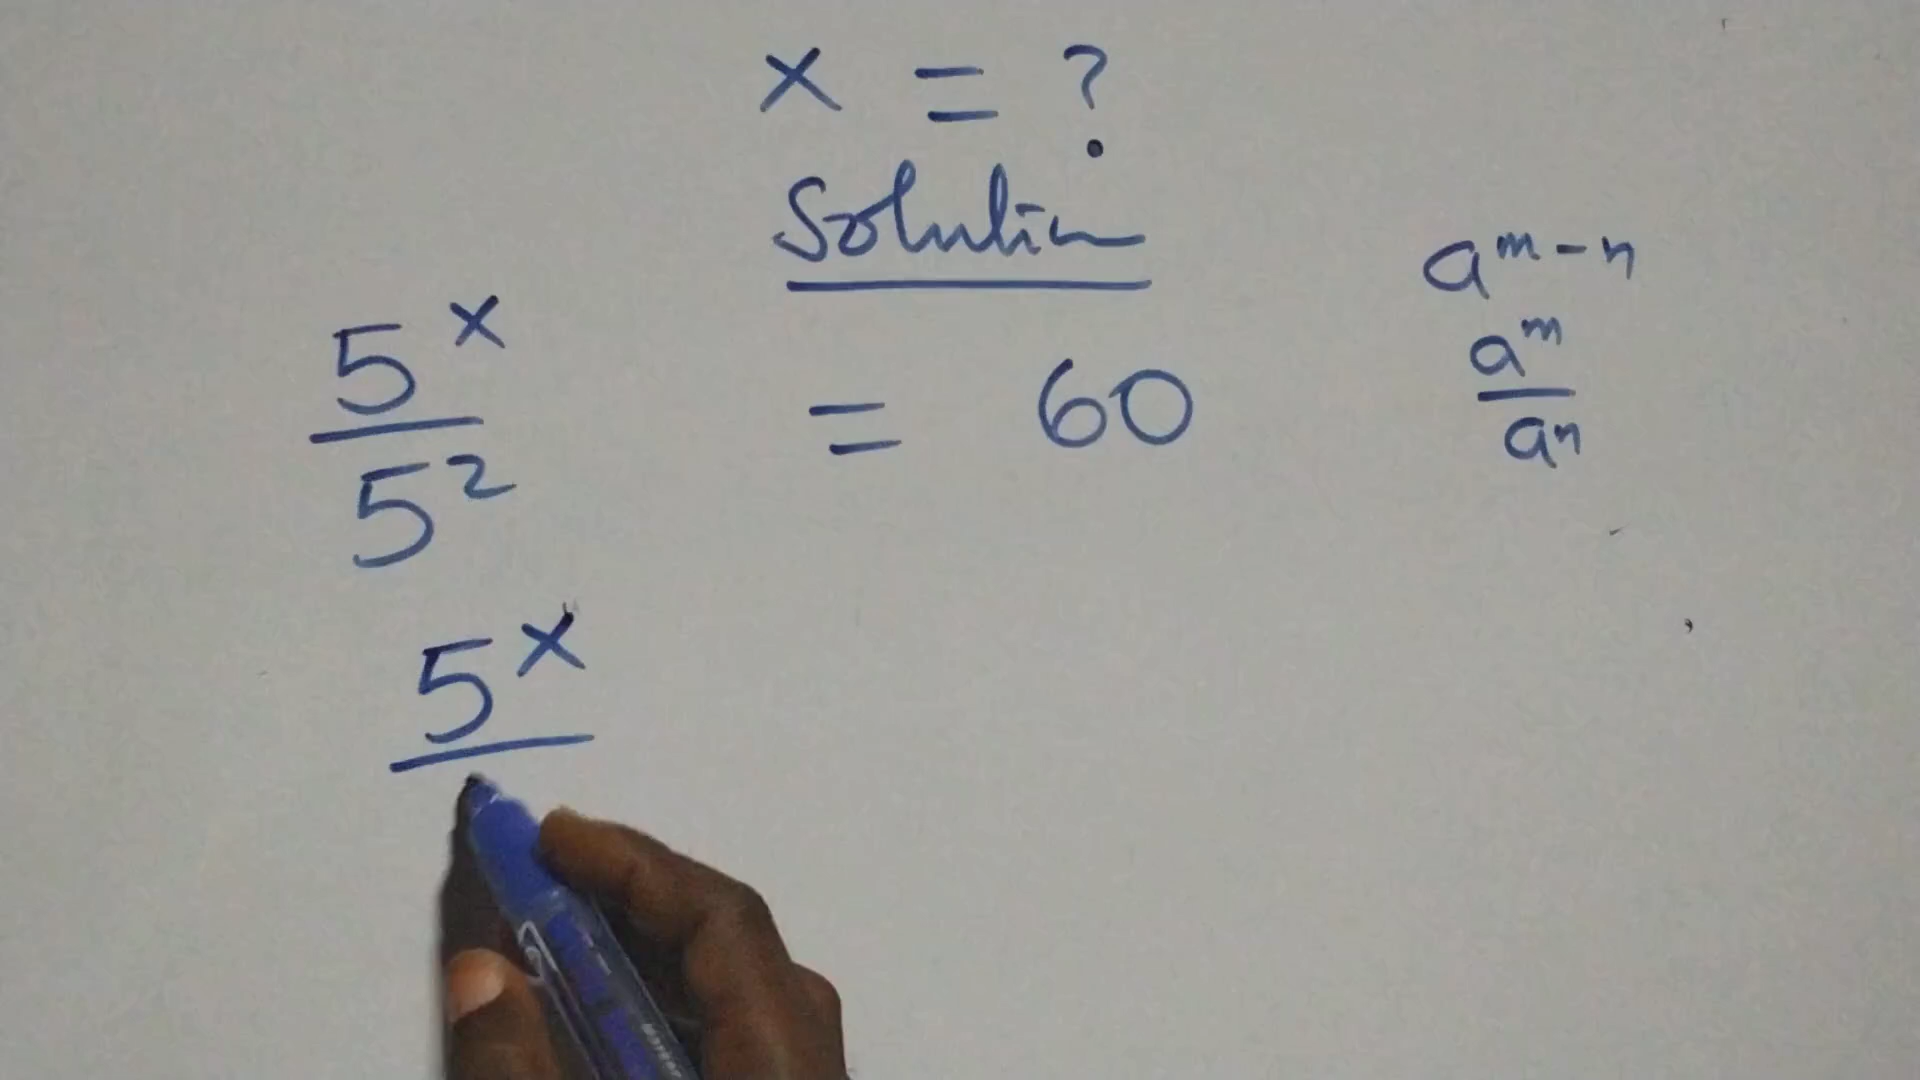 x = ?
Solution
5^x / 5^2 = 60
a^m-n
a^m / a^n
5^x